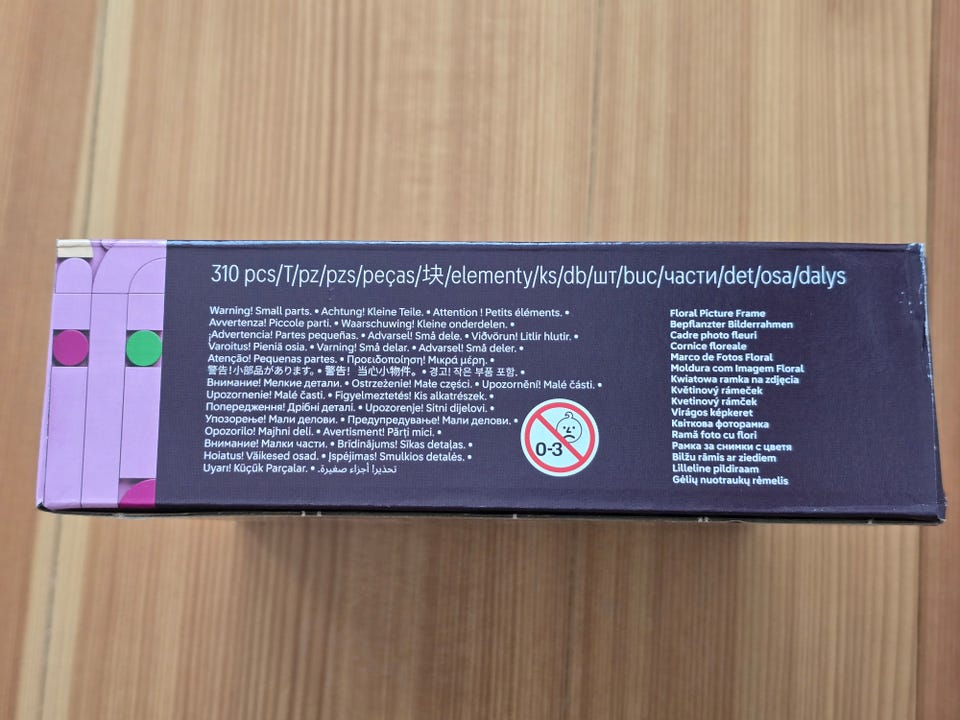 310 pcs/T/pz/pzs/peças/块/elementy/ks/db/шт/buc/части/det/osa/dalys
Warning! Small parts. • Achtung! Kleine Teile. • Attention ! Petits éléments. •
Avvertenza! Piccole parti. • Waarschuwing! Kleine onderdelen. •
¡Advertencia! Partes pequeñas. • Advarsel! Små dele. • Viðvörun! Litlir hlutir. •
Varoitus! Pieniä osia. • Varning! Små delar. • Advarsel! Små deler. •
Atenção! Pequenas partes. • Προειδοποίηση! Μικρά μέρη. •
警告!小部品があります。 • 警告! 当心小物件。 • 경고! 작은 부품 포함. •
Внимание! Мелкие детали. • Ostrzeżenie! Małe części. • Upozornění! Malé části. •
Upozornenie! Malé časti. • Figyelmeztetés! Kis alkatrészek. •
Попередження! Дрібні деталі. • Upozorenje! Sitni dijelovi. •
Упозорење! Мали делови. • Предупредување! Мали делови. •
Opozorilo! Majhni deli. • Avertisment! Părți mici. •
Внимание! Малки части. • Brīdinājums! Sīkas detaļas. •
Hoiatus! Väikesed osad. • Įspėjimas! Smulkios detalės. •
Uyarı! Küçük Parçalar. • تحذير! أجزاء صغيرة.
0-3
Floral Picture Frame
Bepflanzter Bilderrahmen
Cadre photo fleuri
Cornice floreale
Marco de Fotos Floral
Moldura com Imagem Floral
Kwiatowa ramka na zdjęcia
Květinový rámeček
Kvetinový rámček
Virágos képkeret
Квіткова фоторамка
Ramă foto cu flori
Рамка за снимки с цветя
Bilžu rāmis ar ziediem
Lilleline pildiraam
Gėlių nuotraukų rėmelis